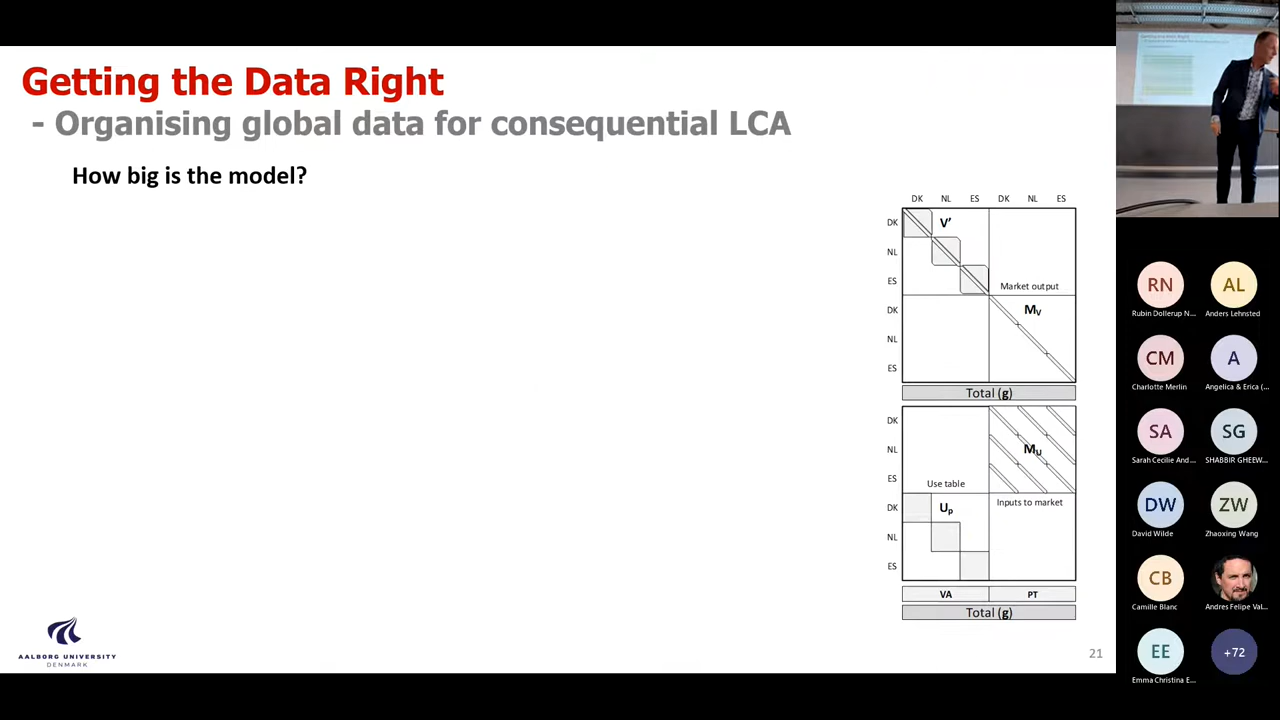 Getting the Data Right
- Organising global data for consequential LCA
How big is the model?
DK NL ES DK NL ES
DK
V'
NL
ES
Market output
DK
Mv
NL
ES
Total (g)
DK
NL
MU
ES
Use table
DK
Up
Inputs to market
NL
ES
VA PT
Total (g)
AALBORG UNIVERSITY
DENMARK
21
RN AL
Rubin Dollerup N... Anders Lehnsted
CM A
Charlotte Merlin Angelica & Erica (...
SA SG
Sarah Cecilie And... SHABBIR GHEEW...
DW ZW
David Wilde Zhaoxing Wang
CB
Camille Blanc Andres Felipe Val...
EE +72
Emma Christina E...